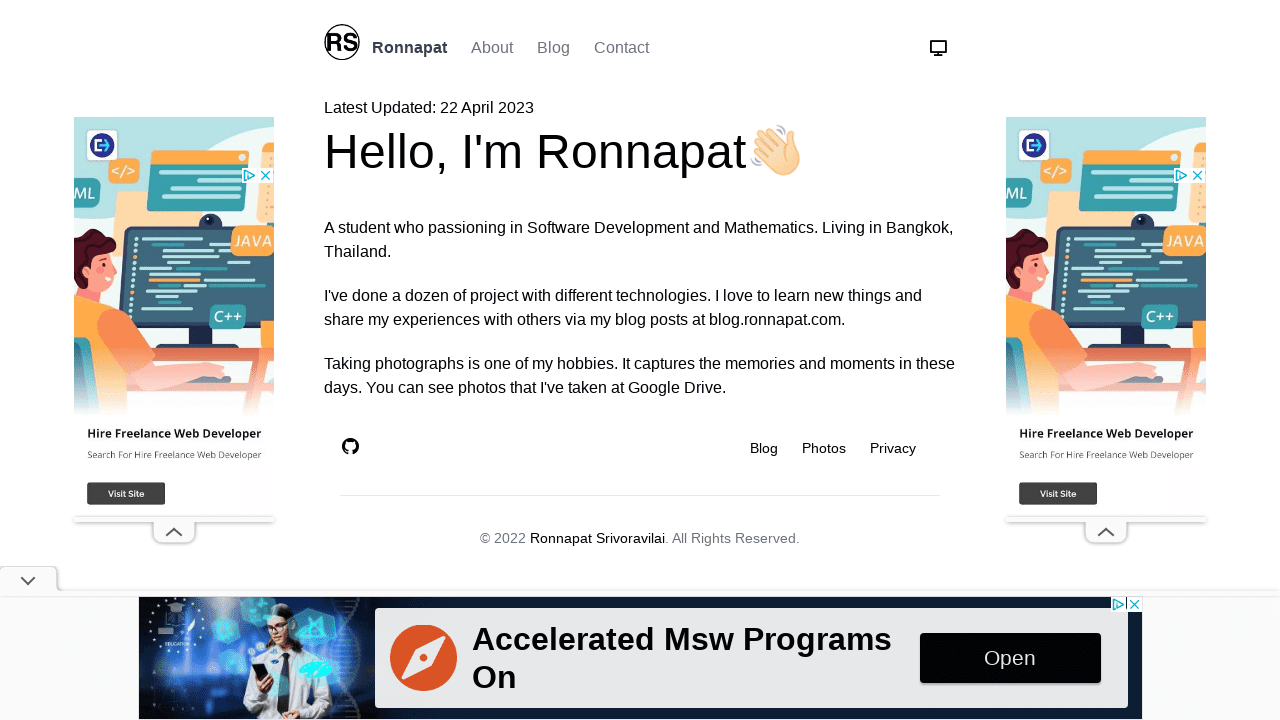 RS
Ronnapat About Blog Contact
Latest Updated: 22 April 2023
Hello, I'm Ronnapat👋🏻
A student who passioning in Software Development and Mathematics. Living in Bangkok,
Thailand.
I've done a dozen of project with different technologies. I love to learn new things and
share my experiences with others via my blog posts at blog.ronnapat.com.
Taking photographs is one of my hobbies. It captures the memories and moments in these
days. You can see photos that I've taken at Google Drive.
Blog Photos Privacy
© 2022 Ronnapat Srivoravilai. All Rights Reserved.
</>
ML
JAVA
C++
Hire Freelance Web Developer
Search For Hire Freelance Web Developer
Visit Site
</>
ML
JAVA
C++
Hire Freelance Web Developer
Search For Hire Freelance Web Developer
Visit Site
EDUCATION
Accelerated Msw Programs
On
Open